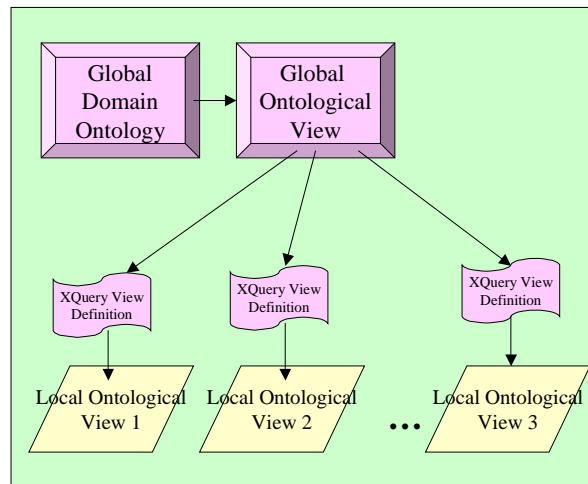 Global
Domain
Ontology
Global
Ontological
View
XQuery View
Definition
XQuery View
Definition
XQuery View
Definition
Local Ontological
View 1
Local Ontological
View 2
...
Local Ontological
View 3